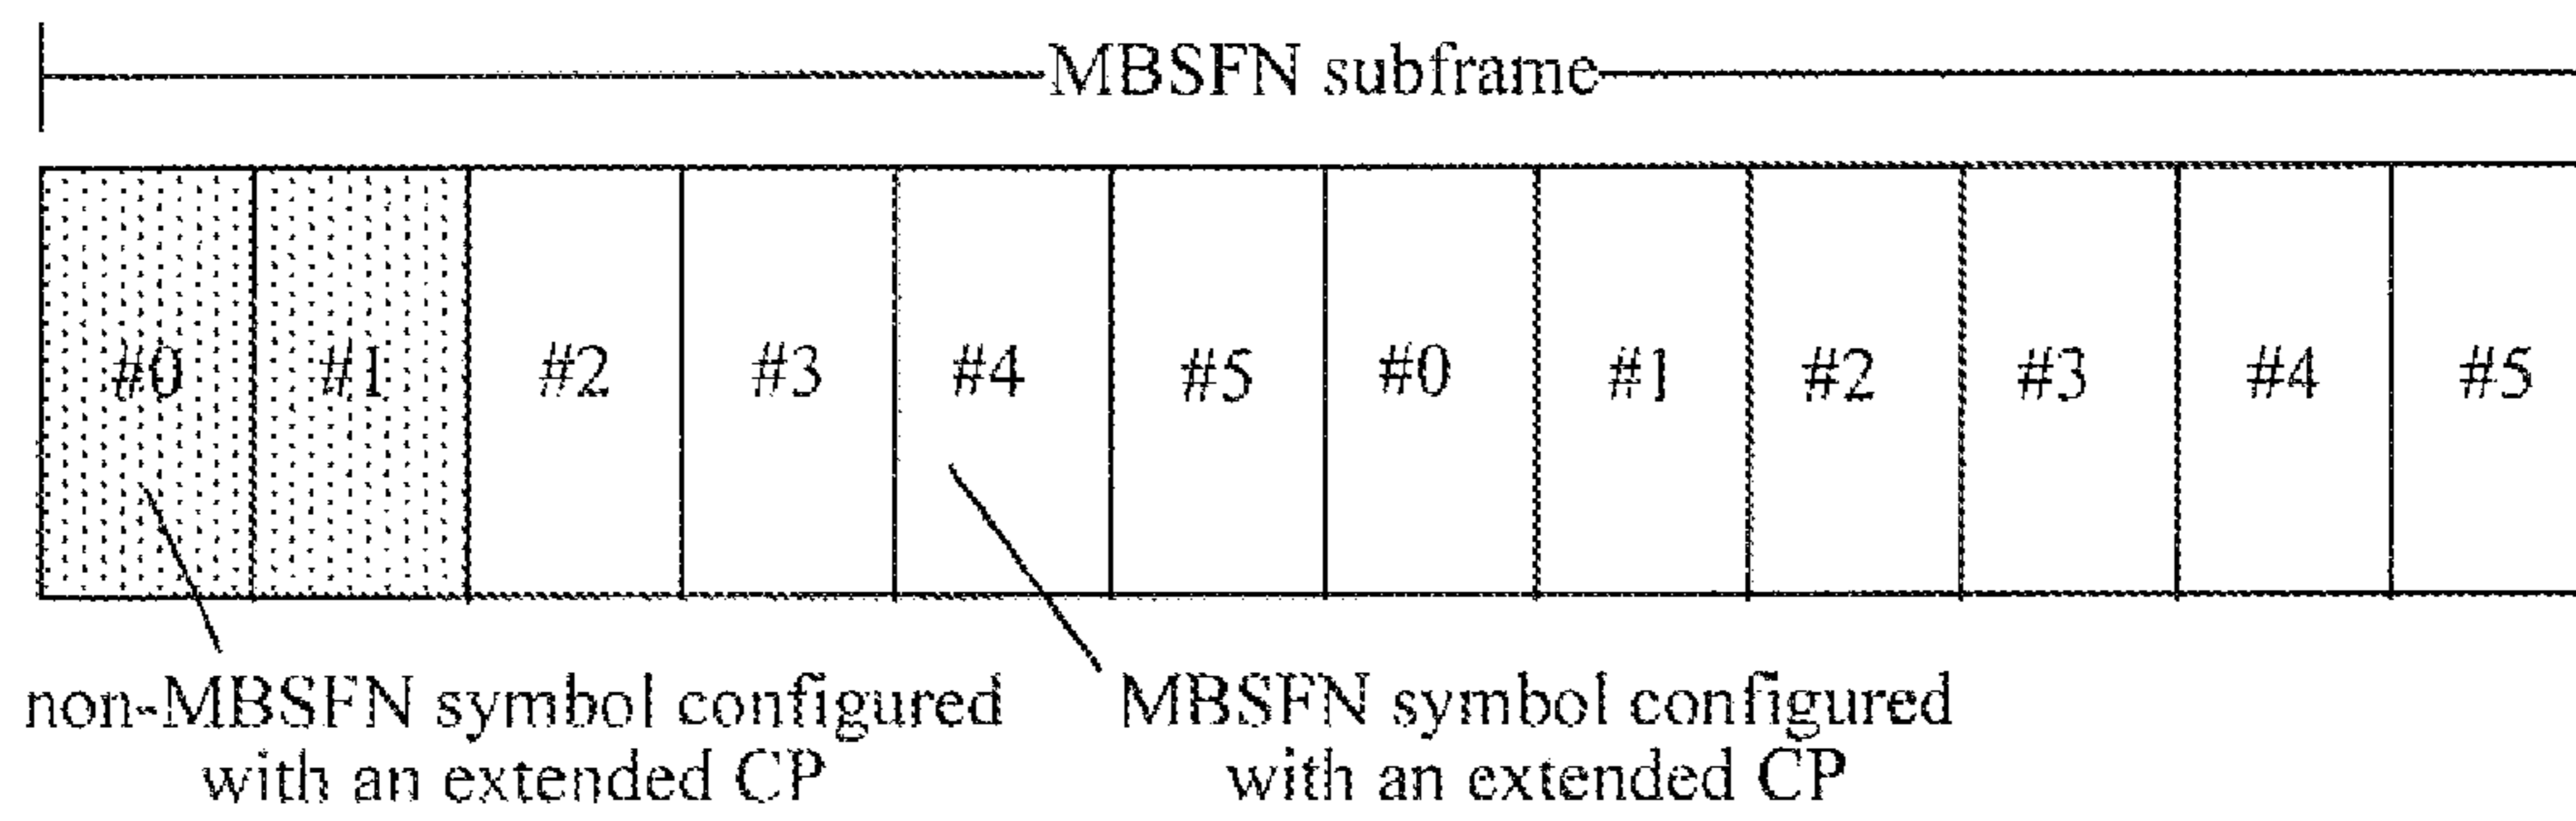 MBSFN subframe
#0 #1 #2 #3 #4 #5 #0 #1 #2 #3 #4 #5
non-MBSFN symbol configured
with an extended CP
MBSFN symbol configured
with an extended CP